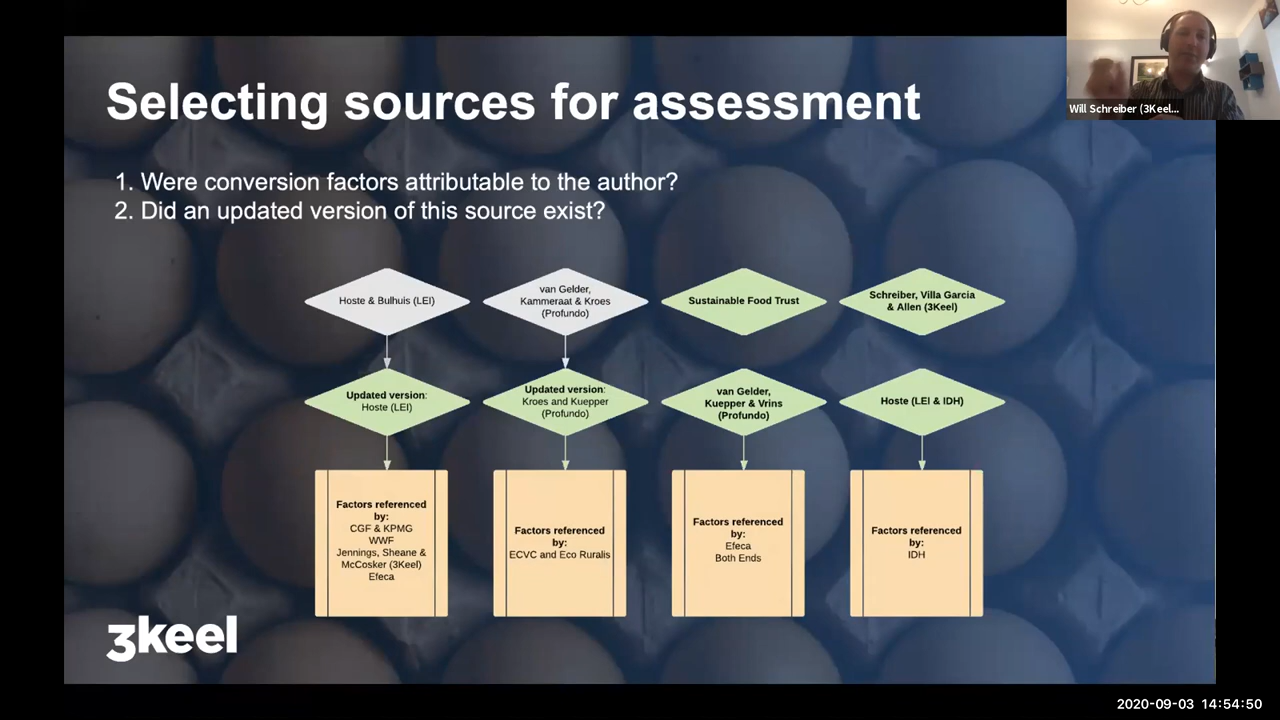 Selecting sources for assessment
1. Were conversion factors attributable to the author?
2. Did an updated version of this source exist?
Hoste & Bulhuis (LEI)
van Gelder,
Kammeraat & Kroes
(Profundo)
Sustainable Food Trust
Schreiber, Villa Garcia
& Allen (3Keel)
Updated version:
Hoste (LEI)
Updated version:
Kroes and Kuepper
(Profundo)
van Gelder,
Kuepper & Vrins
(Profundo)
Hoste (LEI & IDH)
Factors referenced
by:
CGF & KPMG
WWF
Jennings, Sheane &
McCosker (3Keel)
Efeca
Factors referenced
by:
ECVC and Eco Ruralis
Factors referenced
by:
Efeca
Both Ends
Factors referenced
by:
IDH
3keel
Will Schreiber (3Keel...
2020-09-03 14:54:50